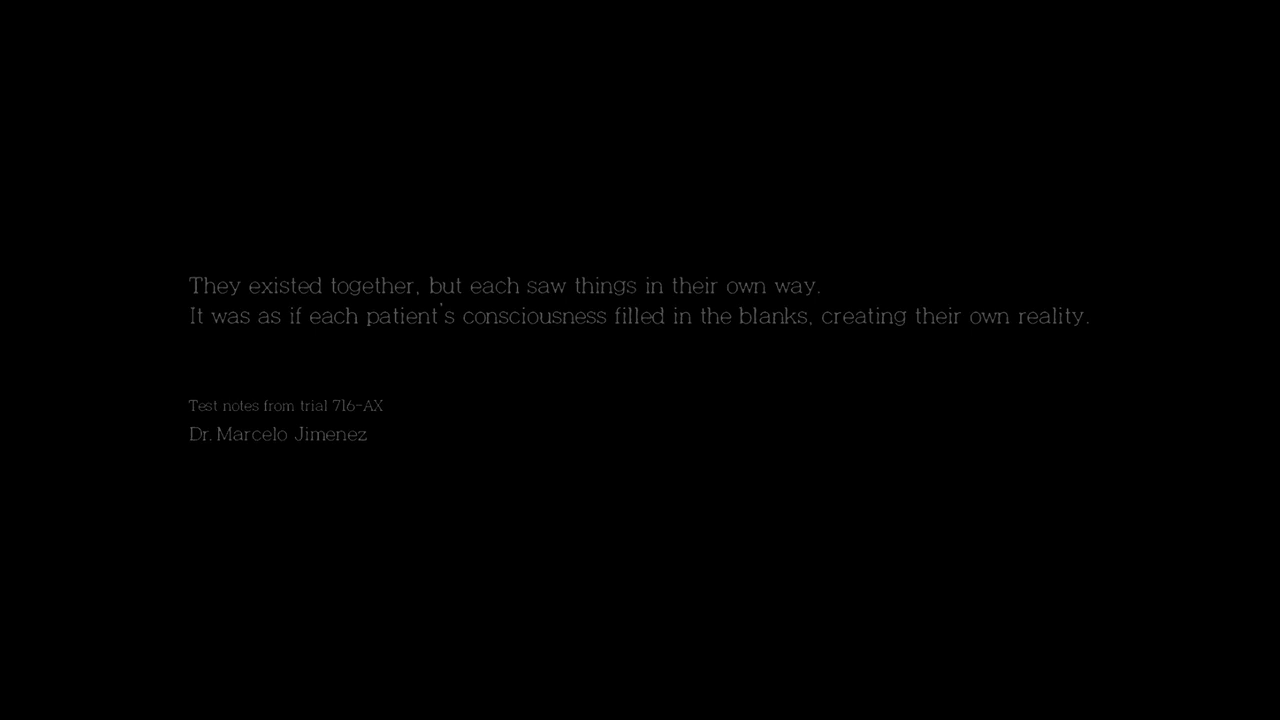 They existed together, but each saw things in their own way.
It was as if each patient's consciousness filled in the blanks, creating their own reality.
Test notes from trial 716-AX
Dr. Marcelo Jimenez